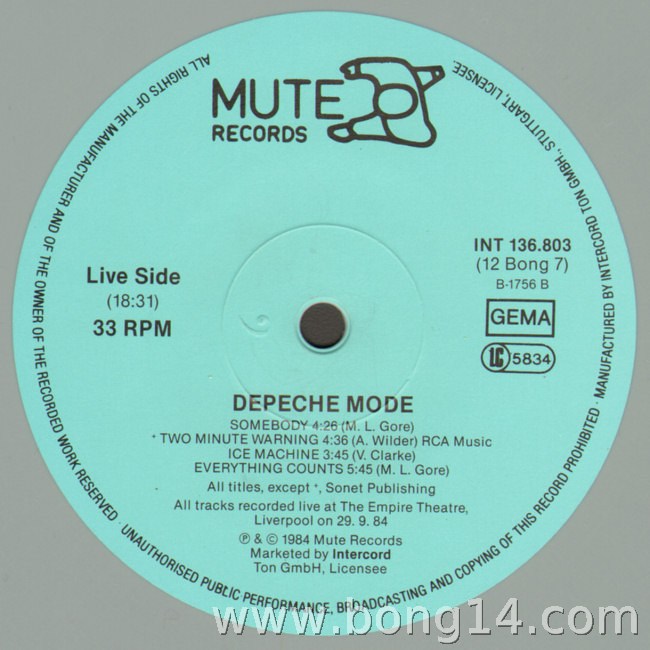 MUTE
RECORDS
Live Side
(18:31)
33 RPM
INT 136.803
(12 Bong 7)
B-1756 B
GEMA
LC 5834
DEPECHE MODE
SOMEBODY 4:26 (M. L. Gore)
* TWO MINUTE WARNING 4:36 (A. Wilder) RCA Music
ICE MACHINE 3:45 (V. Clarke)
EVERYTHING COUNTS 5:45 (M. L. Gore)
All titles, except *, Sonet Publishing
All tracks recorded live at The Empire Theatre,
Liverpool on 29. 9. 84
℗ & © 1984 Mute Records
Marketed by Intercord
Ton GmbH, Licensee
ALL RIGHTS OF THE MANUFACTURER AND OF THE OWNER OF THE RECORDED WORK RESERVED · UNAUTHORISED PUBLIC PERFORMANCE, BROADCASTING AND COPYING OF THIS RECORD PROHIBITED · MANUFACTURED BY INTERCORD TON GMBH., STUTTGART, LICENSEE.
www.bong14.com